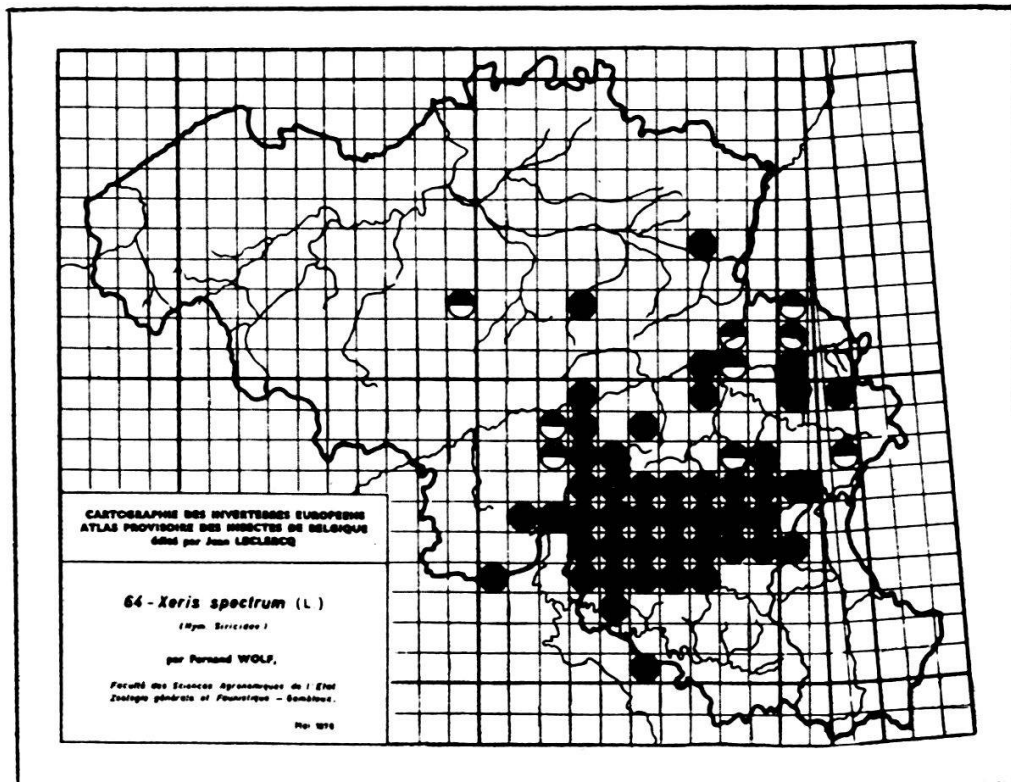 CARTOGRAPHIE DES INVERTEBRES EUROPEENS
ATLAS PROVISOIRE DES INSECTES DE BELGIQUE
édité par Jean LECLERCQ
64 - Xeris spectrum (L)
(Hym. Siricidae)
par Fernand WOLF,
Faculté des Sciences Agronomiques de l Etat
Zoologie générale et Faunistique - Gembloux.
Mai